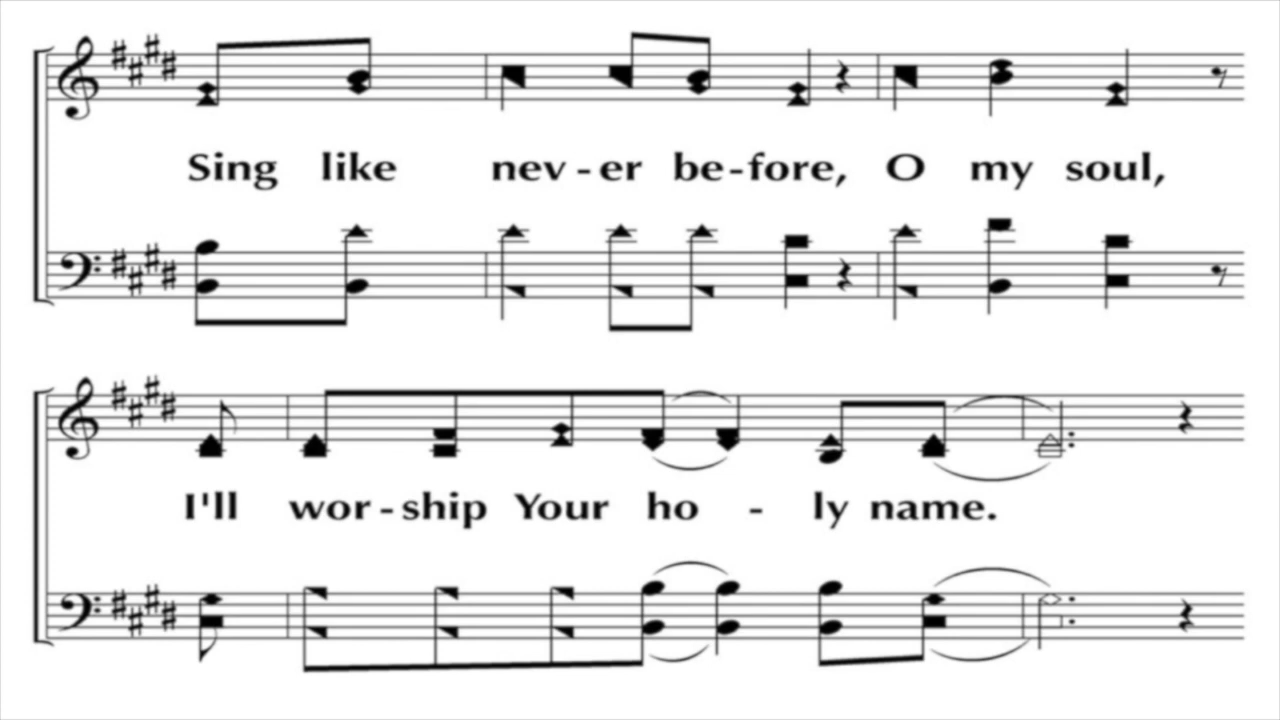 Sing like nev - er be - fore, O my soul,
I'll wor - ship Your ho - ly name.